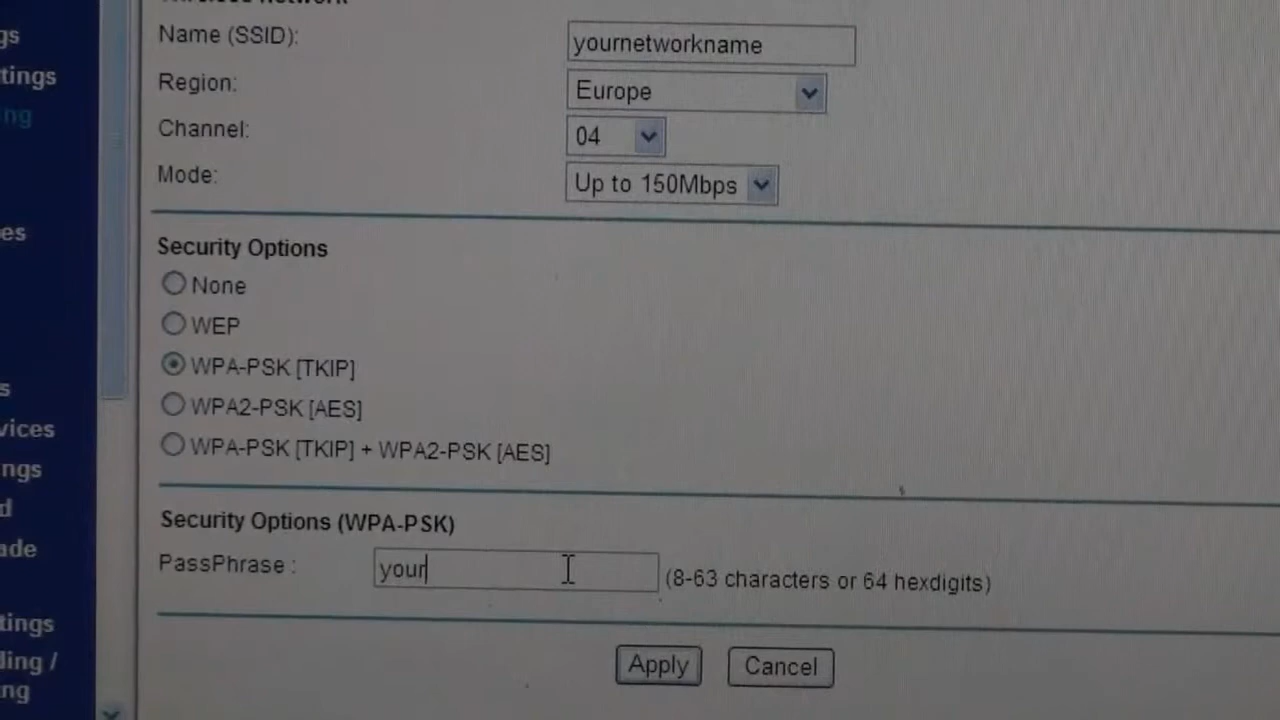 Name (SSID): yournetworkname
Region: Europe
Channel: 04
Mode: Up to 150Mbps
Security Options
None
WEP
WPA-PSK [TKIP]
WPA2-PSK [AES]
WPA-PSK [TKIP] + WPA2-PSK [AES]
Security Options (WPA-PSK)
PassPhrase : your (8-63 characters or 64 hexdigits)
Apply Cancel